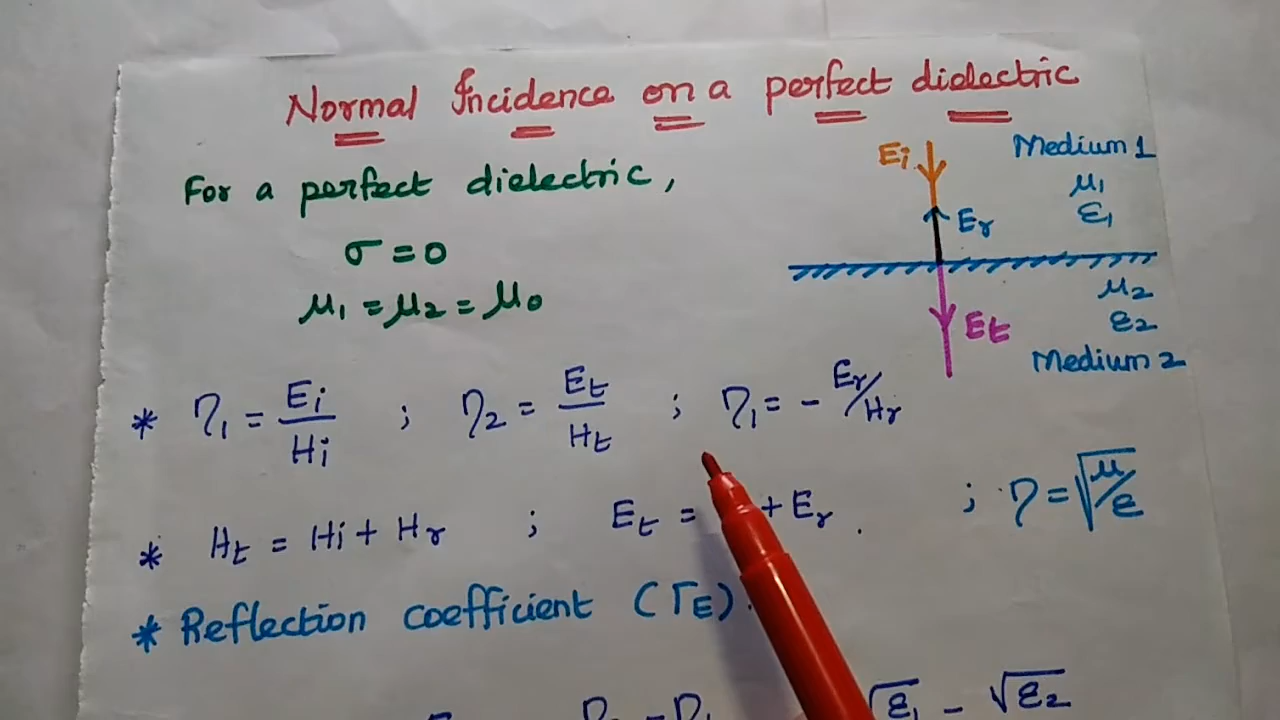 Normal Incidence on a perfect dielectric
For a perfect dielectric,
σ = 0
μ1 = μ2 = μ0
Ei
Er
Et
Medium 1
μ1
ε1
μ2
ε2
Medium 2
* η1 = Ei/Hi ; η2 = Et/Ht ; η1 = - Er/Hr
* Ht = Hi + Hr ; Et = + Er . ; η = √μ/ε
* Reflection coefficient (ΓE).
√ε1 - √ε2